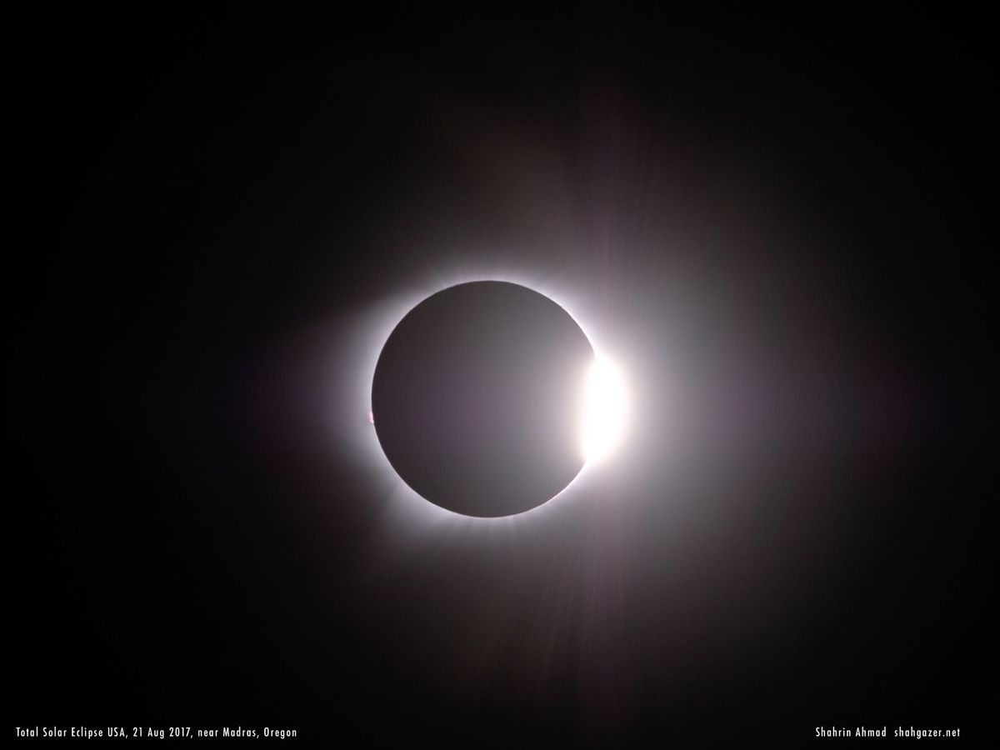 Total Solar Eclipse USA, 21 Aug 2017, near Madras, Oregon
Shahrin Ahmad shahgazer.net